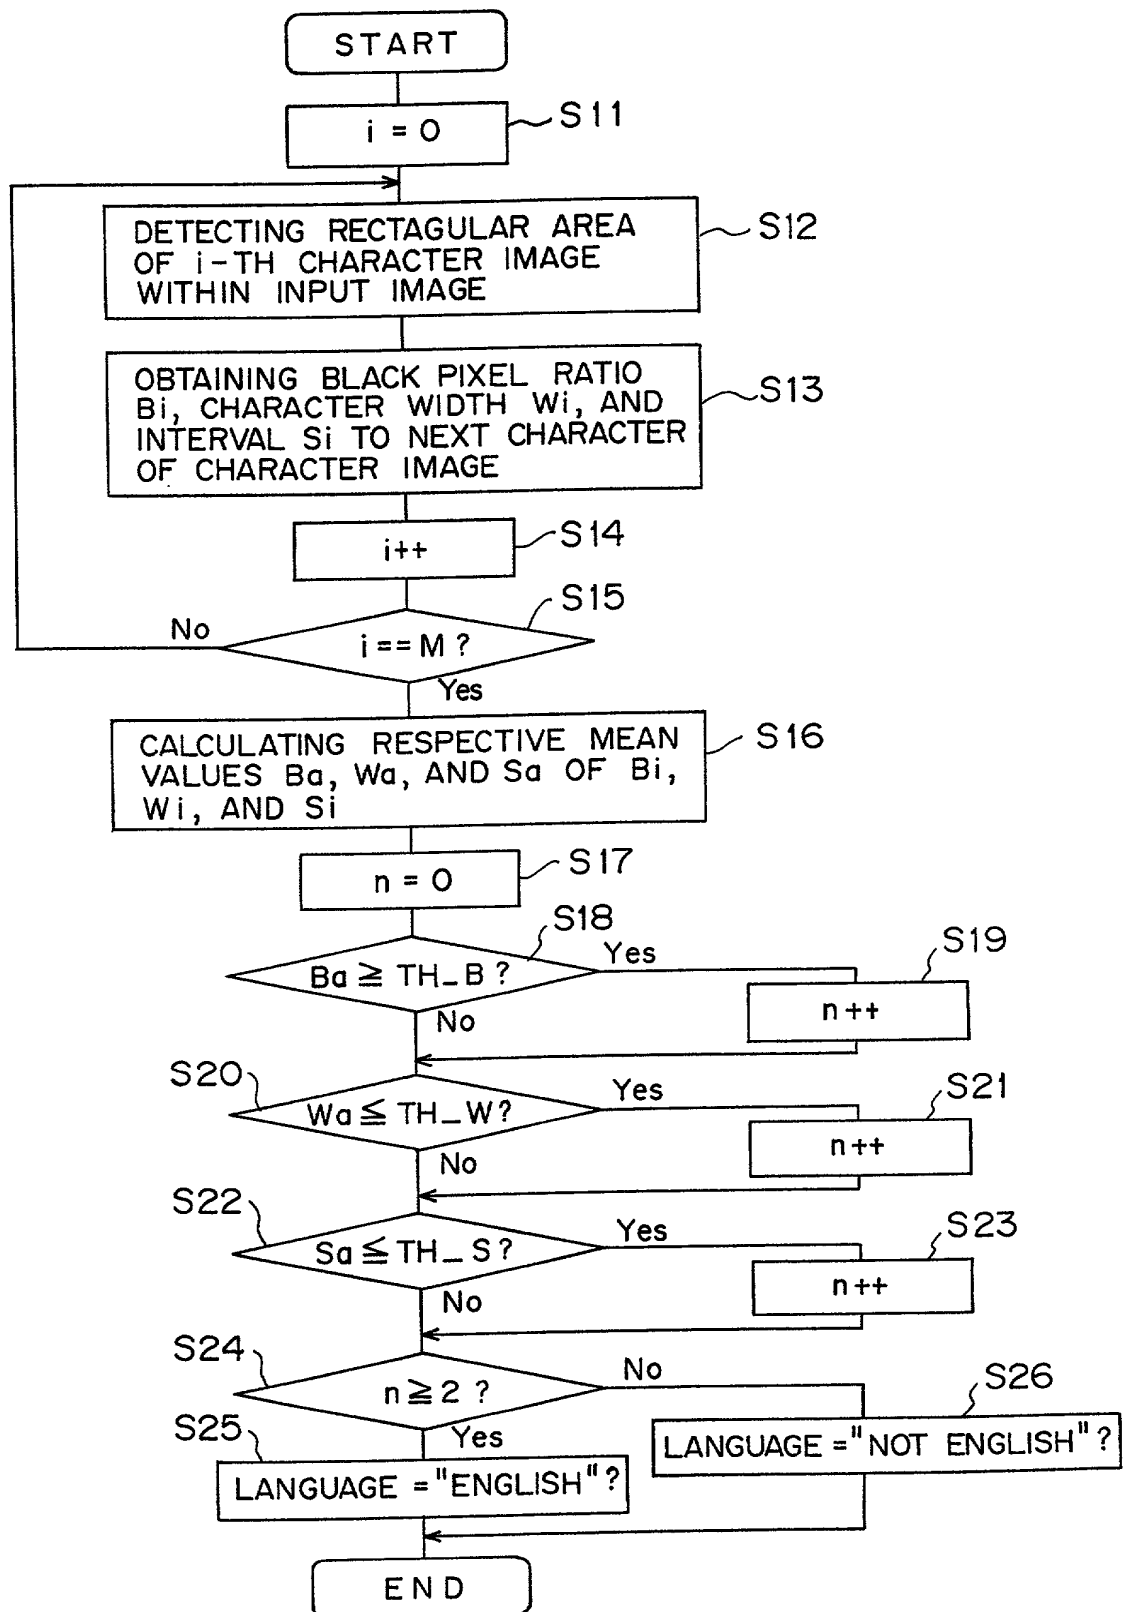 START
i = 0
S11
DETECTING RECTAGULAR AREA
OF i-TH CHARACTER IMAGE
WITHIN INPUT IMAGE
S12
OBTAINING BLACK PIXEL RATIO
Bi, CHARACTER WIDTH Wi, AND
INTERVAL Si TO NEXT CHARACTER
OF CHARACTER IMAGE
S13
i++
S14
S15
i == M ?
No
Yes
CALCULATING RESPECTIVE MEAN
VALUES Ba, Wa, AND Sa OF Bi,
Wi, AND Si
S16
n = 0
S17
S18
Ba ≧ TH_B ?
Yes
No
S19
n++
S20
Wa ≦ TH_W ?
Yes
No
S21
n++
S22
Sa ≦ TH_S ?
Yes
No
S23
n++
S24
n ≧ 2 ?
No
Yes
S26
LANGUAGE = "NOT ENGLISH" ?
S25
LANGUAGE = "ENGLISH" ?
END